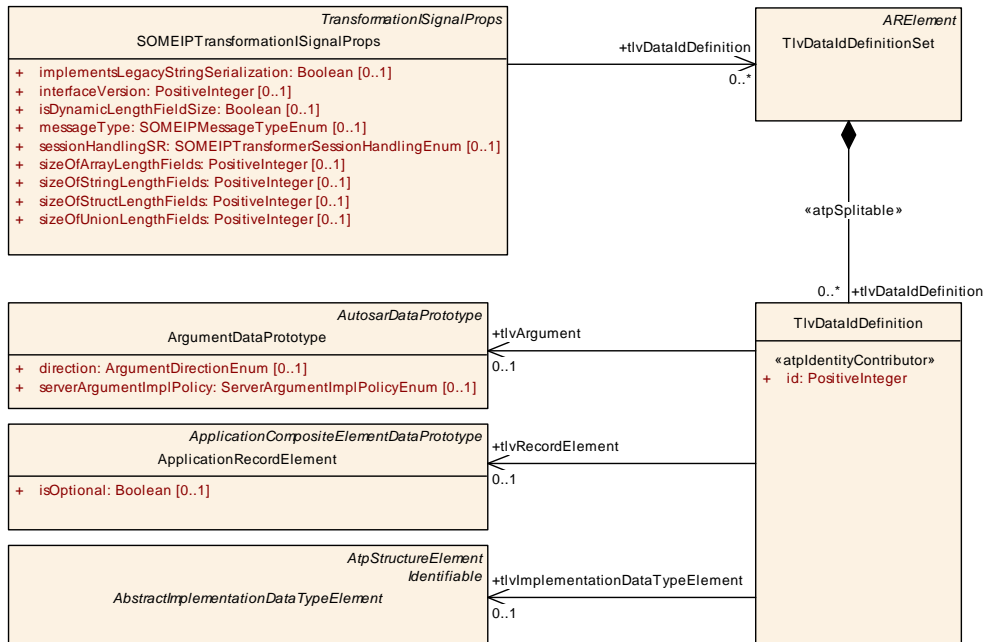 TransformationISignalProps
SOMEIPTransformationISignalProps
+ implementsLegacyStringSerialization: Boolean [0..1]
+ interfaceVersion: PositiveInteger [0..1]
+ isDynamicLengthFieldSize: Boolean [0..1]
+ messageType: SOMEIPMessageTypeEnum [0..1]
+ sessionHandlingSR: SOMEIPTransformerSessionHandlingEnum [0..1]
+ sizeOfArrayLengthFields: PositiveInteger [0..1]
+ sizeOfStringLengthFields: PositiveInteger [0..1]
+ sizeOfStructLengthFields: PositiveInteger [0..1]
+ sizeOfUnionLengthFields: PositiveInteger [0..1]
+tlvDataIdDefinition
0..*
ARElement
TlvDataIdDefinitionSet
«atpSplitable»
0..* +tlvDataIdDefinition
AutosarDataPrototype
ArgumentDataPrototype
+ direction: ArgumentDirectionEnum [0..1]
+ serverArgumentImplPolicy: ServerArgumentImplPolicyEnum [0..1]
+tlvArgument
0..1
TlvDataIdDefinition
«atpIdentityContributor»
+ id: PositiveInteger
ApplicationCompositeElementDataPrototype
ApplicationRecordElement
+ isOptional: Boolean [0..1]
+tlvRecordElement
0..1
AtpStructureElement
Identifiable
AbstractImplementationDataTypeElement
+tlvImplementationDataTypeElement
0..1